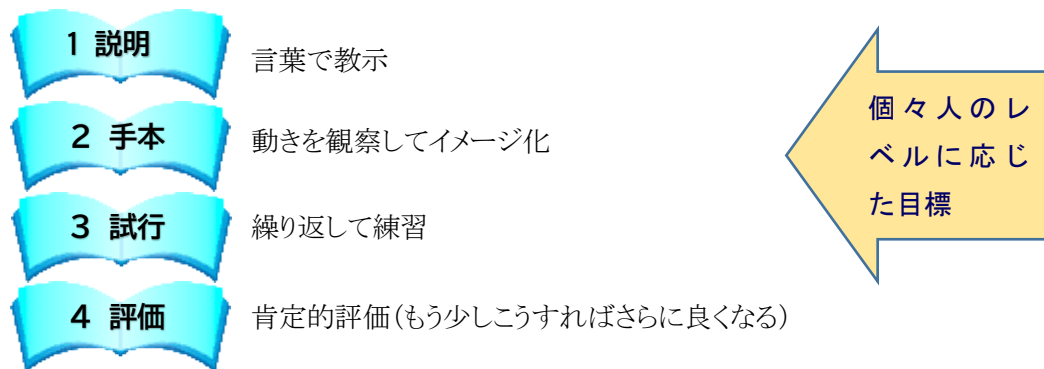 1 説明
言葉で教示
2 手本
動きを観察してイメージ化
3 試行
繰り返して練習
4 評価
肯定的評価(もう少しこうすればさらに良くなる)
個々人のレ
ベルに応じ
た目標